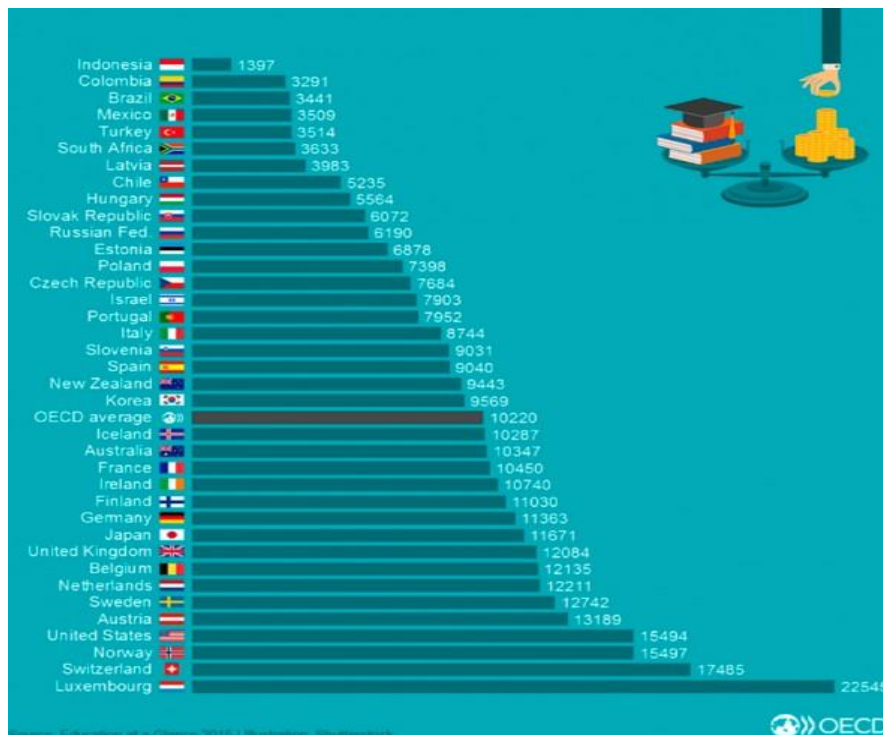 Indonesia 1397
Colombia 3291
Brazil 3441
Mexico 3509
Turkey 3514
South Africa 3633
Latvia 3983
Chile 5235
Hungary 5564
Slovak Republic 6072
Russian Fed. 6190
Estonia 6878
Poland 7398
Czech Republic 7684
Israel 7903
Portugal 7952
Italy 8744
Slovenia 9031
Spain 9040
New Zealand 9443
Korea 9569
OECD average 10220
Iceland 10287
Australia 10347
France 10450
Ireland 10740
Finland 11030
Germany 11363
Japan 11671
United Kingdom 12084
Belgium 12135
Netherlands 12211
Sweden 12742
Austria 13189
United States 15494
Norway 15497
Switzerland 17485
Luxembourg 22545
OECD